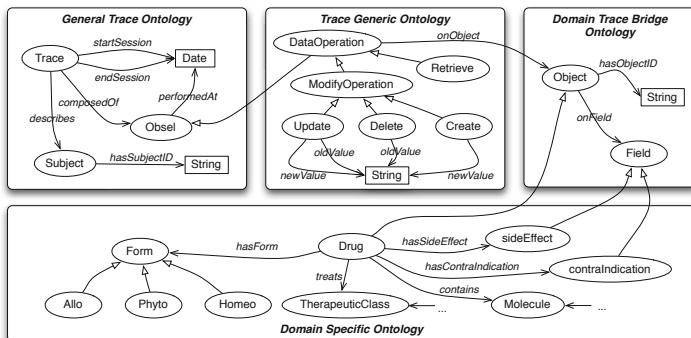 General Trace Ontology
Trace
startSession
endSession
Date
composedOf
performedAt
describes
Obsel
Subject
hasSubjectID
String
Trace Generic Ontology
DataOperation
onObject
Retrieve
ModifyOperation
Update
Delete
Create
oldValue
oldValue
newValue
String
newValue
Domain Trace Bridge
Ontology
Object
hasObjectID
String
onField
Field
Form
hasForm
Drug
hasSideEffect
sideEffect
hasContraIndication
contraIndication
treats
contains
Allo
Phyto
Homeo
TherapeuticClass
...
Molecule
...
Domain Specific Ontology